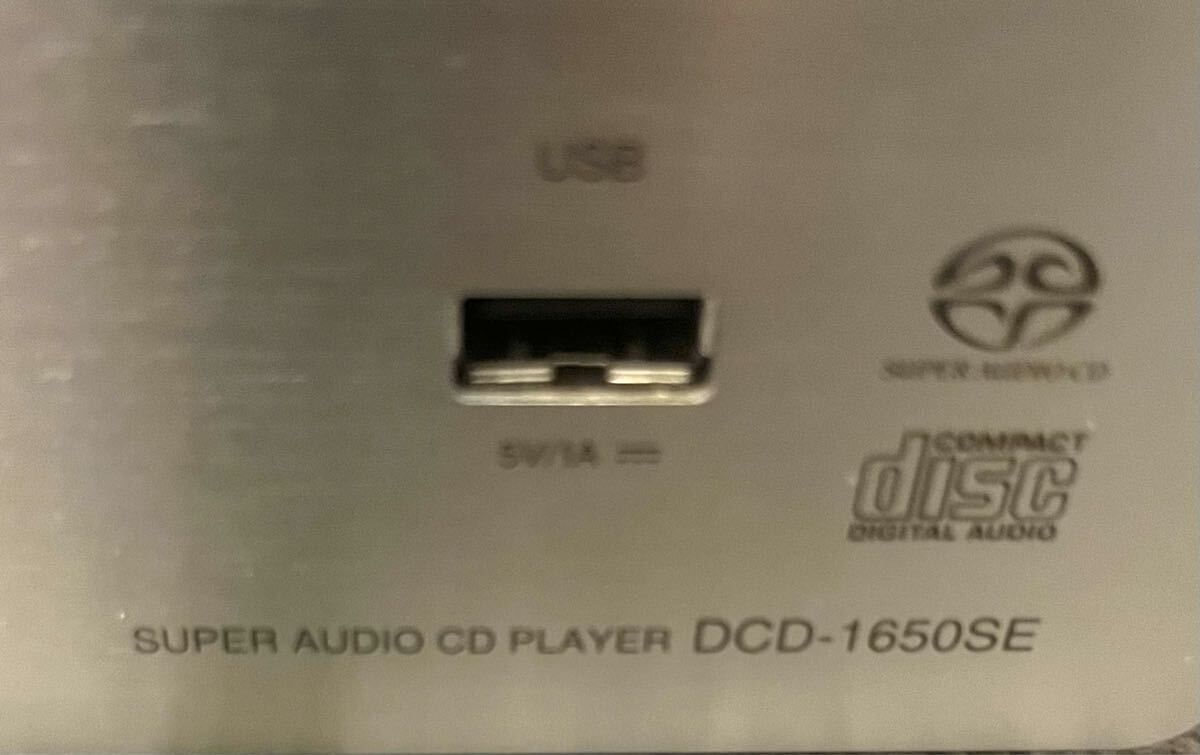 USB
SUPER AUDIO CD
5V/1A
COMPACT
disc
DIGITAL AUDIO
SUPER AUDIO CD PLAYER DCD-1650SE